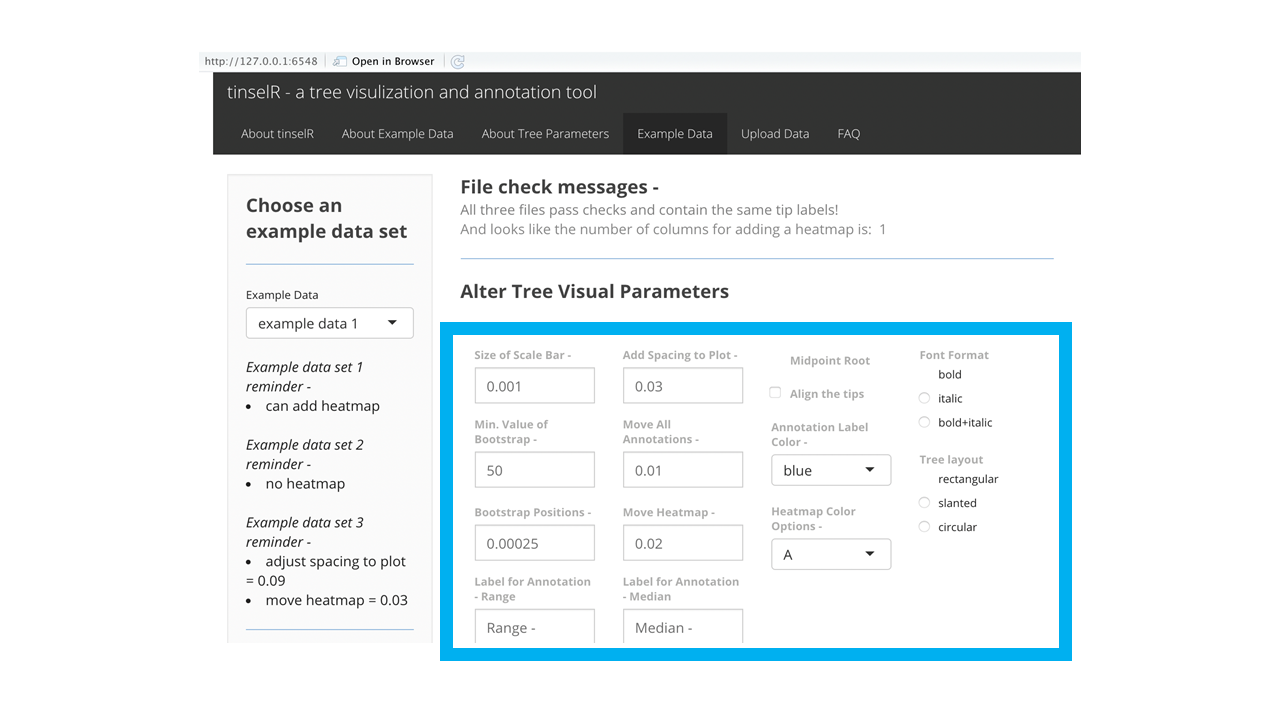 http://127.0.0.1:6548 Open in Browser
tinselR - a tree visulization and annotation tool
About tinselR About Example Data About Tree Parameters Example Data Upload Data FAQ
Choose an
example data set
Example Data
example data 1
Example data set 1
reminder -
• can add heatmap
Example data set 2
reminder -
• no heatmap
Example data set 3
reminder -
• adjust spacing to plot
= 0.09
• move heatmap = 0.03
File check messages -
All three files pass checks and contain the same tip labels!
And looks like the number of columns for adding a heatmap is: 1
Alter Tree Visual Parameters
Size of Scale Bar -
0.001
Min. Value of
Bootstrap -
50
Bootstrap Positions -
0.00025
Label for Annotation
- Range
Range -
Add Spacing to Plot -
0.03
Move All
Annotations -
0.01
Move Heatmap -
0.02
Label for Annotation
- Median
Median -
Midpoint Root
Align the tips
Annotation Label
Color -
blue
Heatmap Color
Options -
A
Font Format
bold
italic
bold+italic
Tree layout
rectangular
slanted
circular